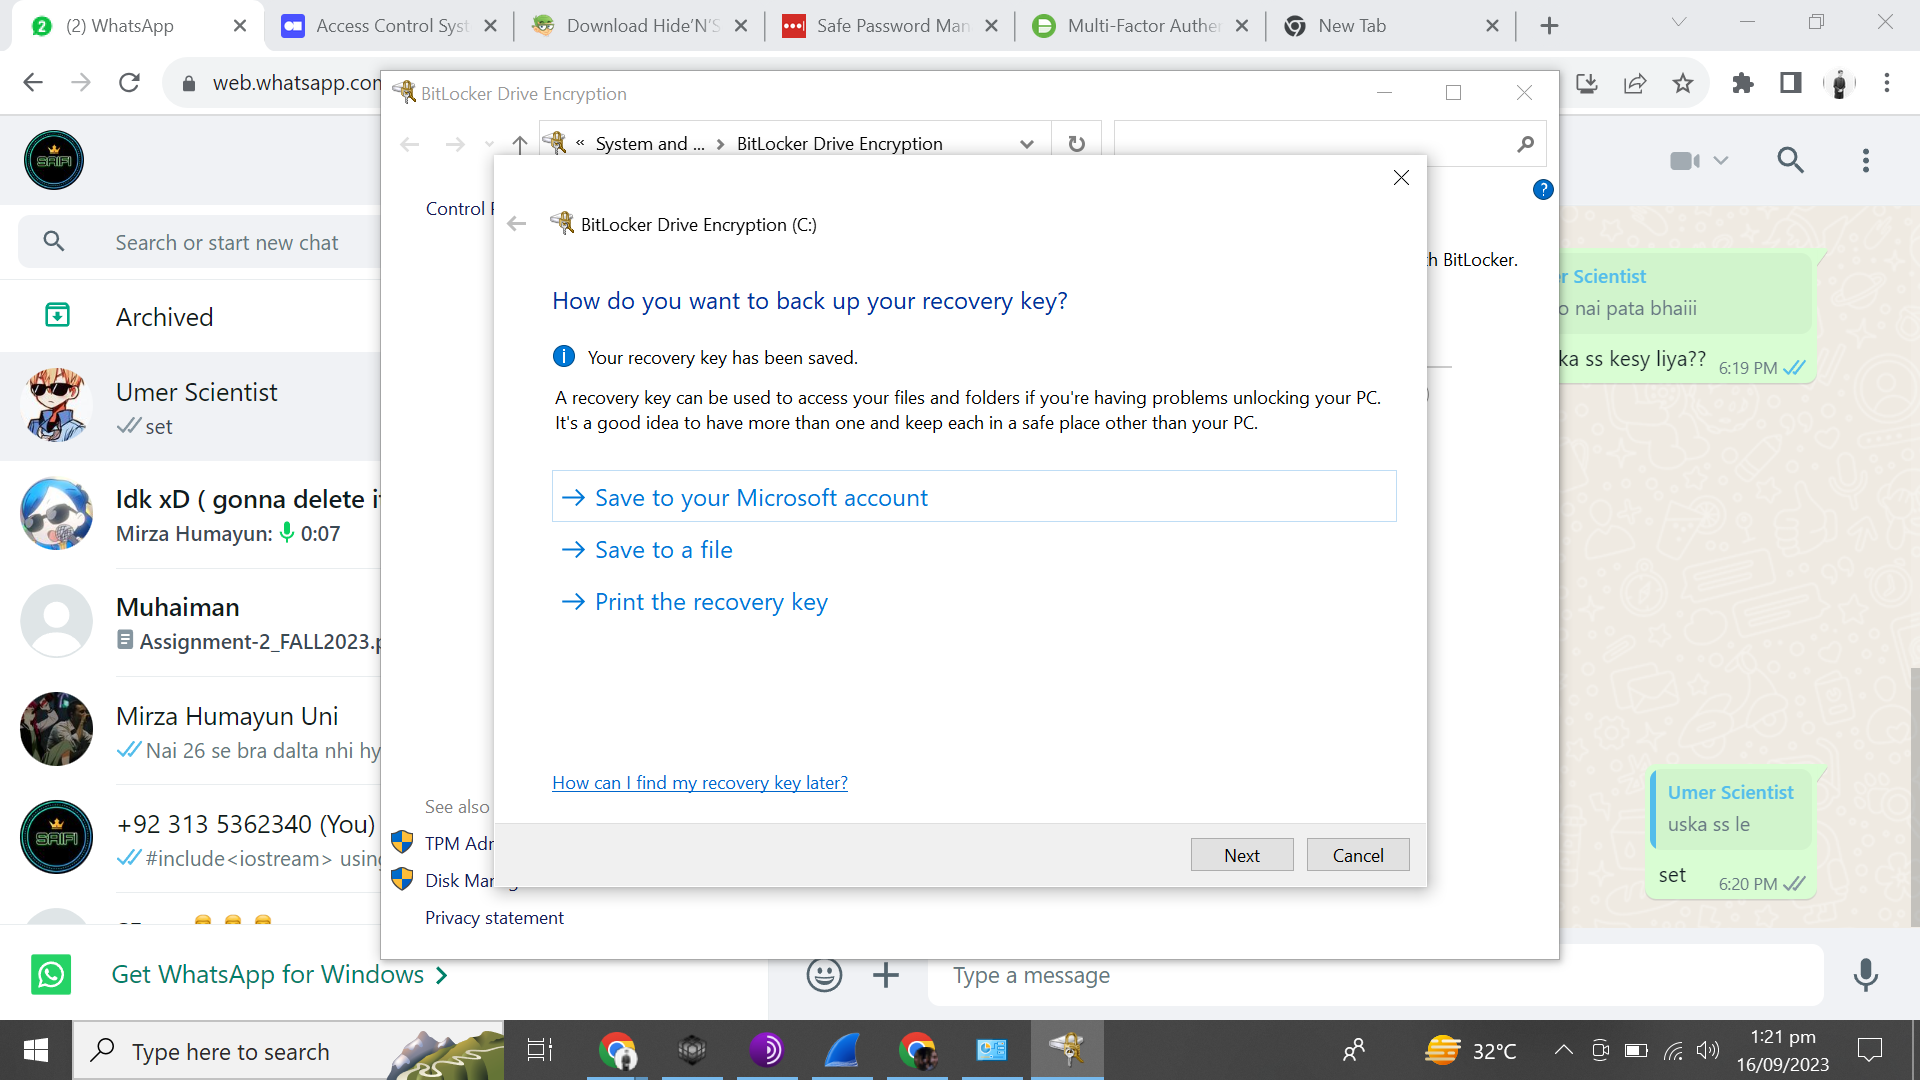 (2) WhatsApp
Access Control Syst
Download Hide'N'S
Safe Password Man
Multi-Factor Auther
New Tab
web.whatsapp.com
BitLocker Drive Encryption
« System and ... > BitLocker Drive Encryption
Control P
BitLocker Drive Encryption (C:)
h BitLocker.
How do you want to back up your recovery key?
Your recovery key has been saved.
A recovery key can be used to access your files and folders if you're having problems unlocking your PC.
It's a good idea to have more than one and keep each in a safe place other than your PC.
Save to your Microsoft account
Save to a file
Print the recovery key
How can I find my recovery key later?
Next
Cancel
See also
TPM Adm
Disk Manag
Privacy statement
SAIFI
Search or start new chat
Archived
Umer Scientist
set
Idk xD ( gonna delete it
Mirza Humayun: 0:07
Muhaiman
Assignment-2_FALL2023.p
Mirza Humayun Uni
Nai 26 se bra dalta nhi hy
SAIFI
+92 313 5362340 (You)
#include<iostream> using
Get WhatsApp for Windows
r Scientist
o nai pata bhaiii
ka ss kesy liya??
6:19 PM
Umer Scientist
uska ss le
set
6:20 PM
Type a message
Type here to search
32°C
1:21 pm
16/09/2023